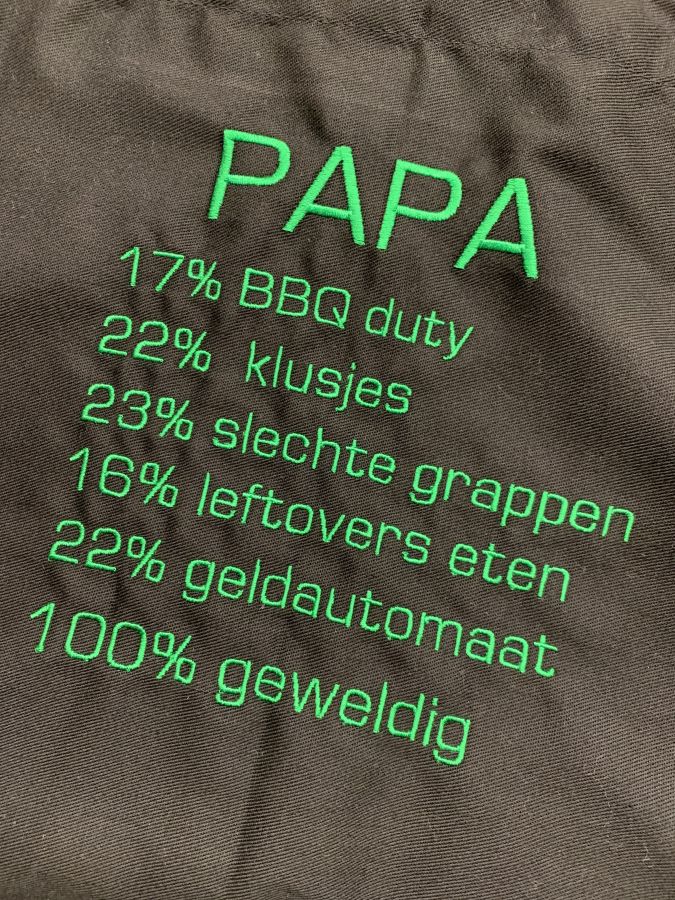 PAPA
17% BBQ duty
22% klusjes
23% slechte grappen
16% leftovers eten
22% geldautomaat
100% geweldig